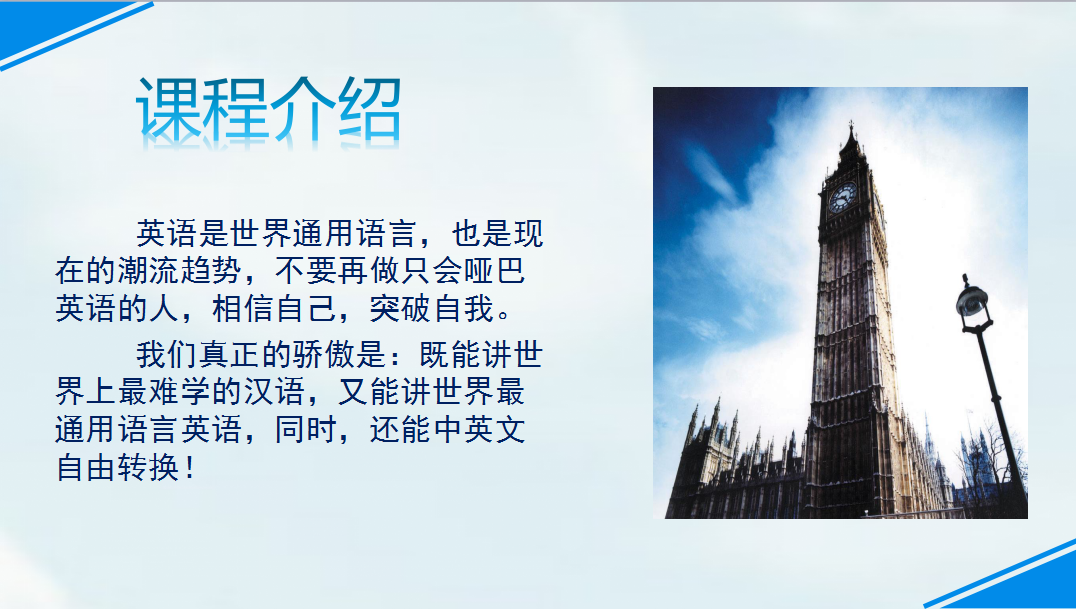 课程介绍
英语是世界通用语言，也是现
在的潮流趋势，不要再做只会哑巴
英语的人，相信自己，突破自我。
我们真正的骄傲是：既能讲世
界上最难学的汉语，又能讲世界最
通用语言英语，同时，还能中英文
自由转换！